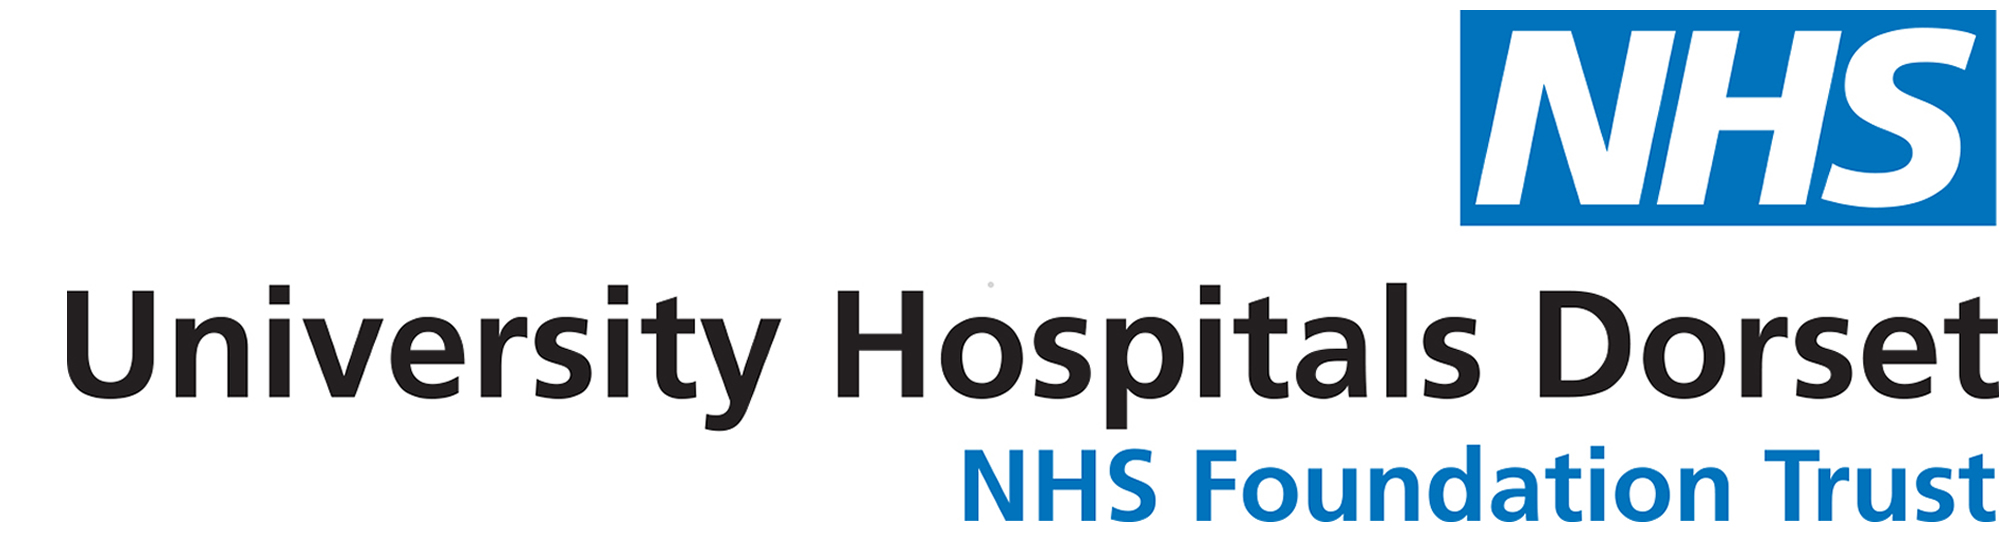 NHS
University Hospitals Dorset
NHS Foundation Trust